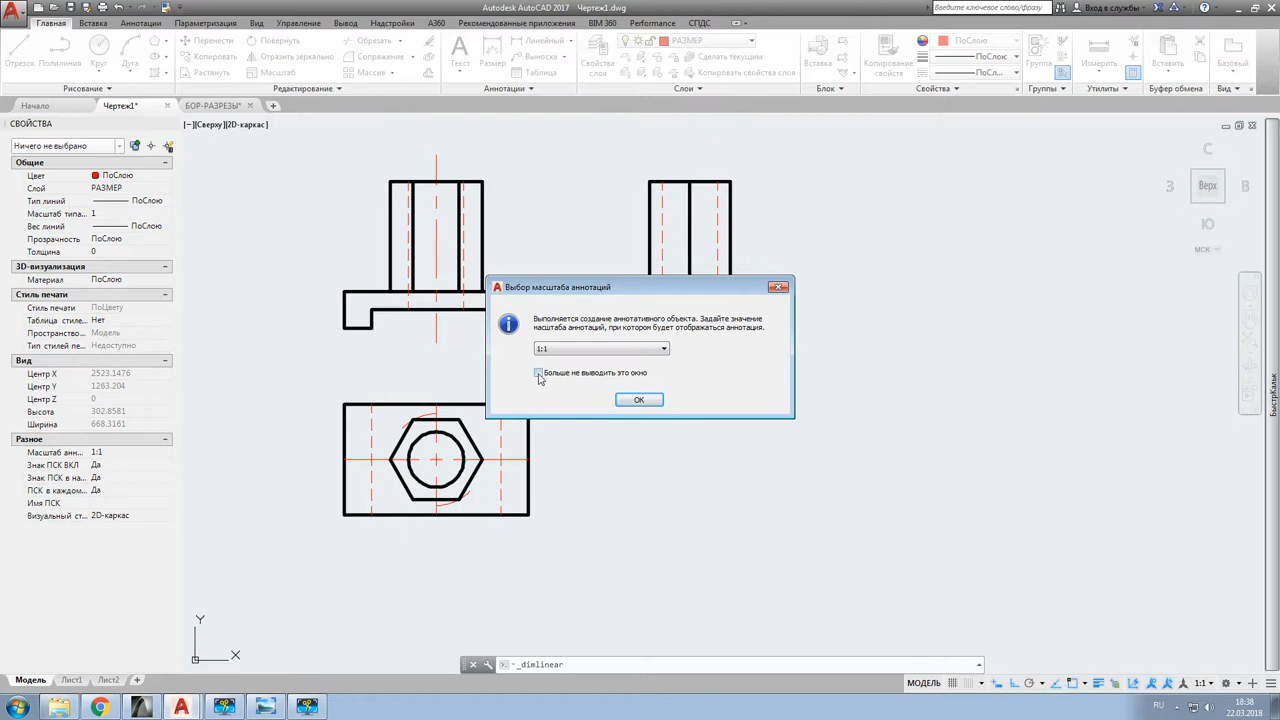 Autodesk AutoCAD 2017 Чертеж1.dwg
Введите ключевое слово/фразу
Вход в службы
Главная Вставка Аннотации Параметризация Вид Управление Вывод Надстройки A360 Рекомендуемые приложения BIM 360 Performance СПДС
Отрезок Полилиния Круг Дуга
Перенести Повернуть Обрезать
Копировать Отразить зеркально Сопряжение
Растянуть Масштаб Массив
Текст Размер
Линейный
Выноска
Таблица
Свойства слоя
РАЗМЕР
Сделать текущим
Копировать свойства слоя
Вставка
Копирование свойств
ПоСлою
ПоСлою
ПоСл...
Группа Измерить Вставить Базовый
Рисование Редактирование Аннотации Слои Блок Свойства Группы Утилиты Буфер обмена Вид
Начало Чертеж1* БОР-РАЗРЕЗЫ*
СВОЙСТВА
[−][Сверху][2D-каркас]
Ничего не выбрано
Общие
Цвет ПоСлою
Слой РАЗМЕР
Тип линий ПоСлою
Масштаб типа... 1
Вес линий ПоСлою
Прозрачность ПоСлою
Толщина 0
3D-визуализация
Материал ПоСлою
Стиль печати
Стиль печати ПоЦвету
Таблица стиле... Нет
Пространство Модель
Тип стилей пе... Недоступно
Вид
Центр X 2523.1476
Центр Y 1263.204
Центр Z 0
Высота 302.8581
Ширина 668.3161
Разное
Масштаб анн... 1:1
Знак ПСК ВКЛ Да
Знак ПСК в на... Да
ПСК в каждом... Да
Имя ПСК
Визуальный ст... 2D-каркас
С
З Верх В
Ю
МСК
Выбор масштаба аннотаций
Выполняется создание аннотативного объекта. Задайте значение
масштаба аннотаций, при котором будет отображаться аннотация.
1:1
Больше не выводить это окно
OK
БыстрКальк
Y
X
_dimlinear
Модель Лист1 Лист2
МОДЕЛЬ 1:1
RU
18:38
22.03.2018